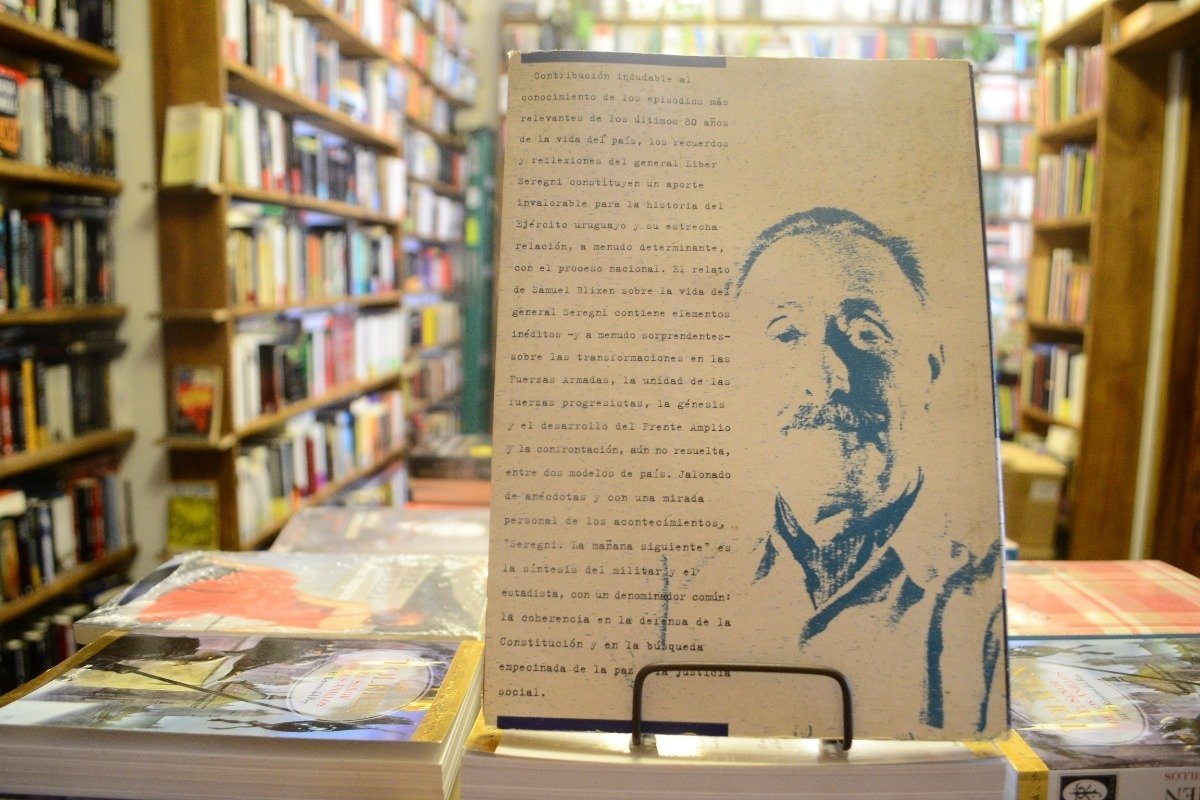 Contribución indudable al
conocimiento de los episodios más
relevantes de los últimos 80 años
de la vida del país, los recuerdos
y reflexiones del general Liber
Seregni constituyen un aporte
invalorable para la historia del
Ejército uruguayo y su estrecha
relación, a menudo determinante,
con el proceso nacional. El relato
de Samuel Blixen sobre la vida del
general Seregni contiene elementos
inéditos -y a menudo sorprendentes-
sobre las transformaciones en las
Fuerzas Armadas, la unidad de las
fuerzas progresistas, la génesis
y el desarrollo del Frente Amplio
y la confrontación, aún no resuelta,
entre dos modelos de país. Jalonado
de anécdotas y con una mirada
personal de los acontecimientos,
"Seregni. La mañana siguiente" es
la síntesis del militar y el
estadista, con un denominador común:
la coherencia en la defensa de la
Constitución y en la búsqueda
empecinada de la paz y la justicia
social.